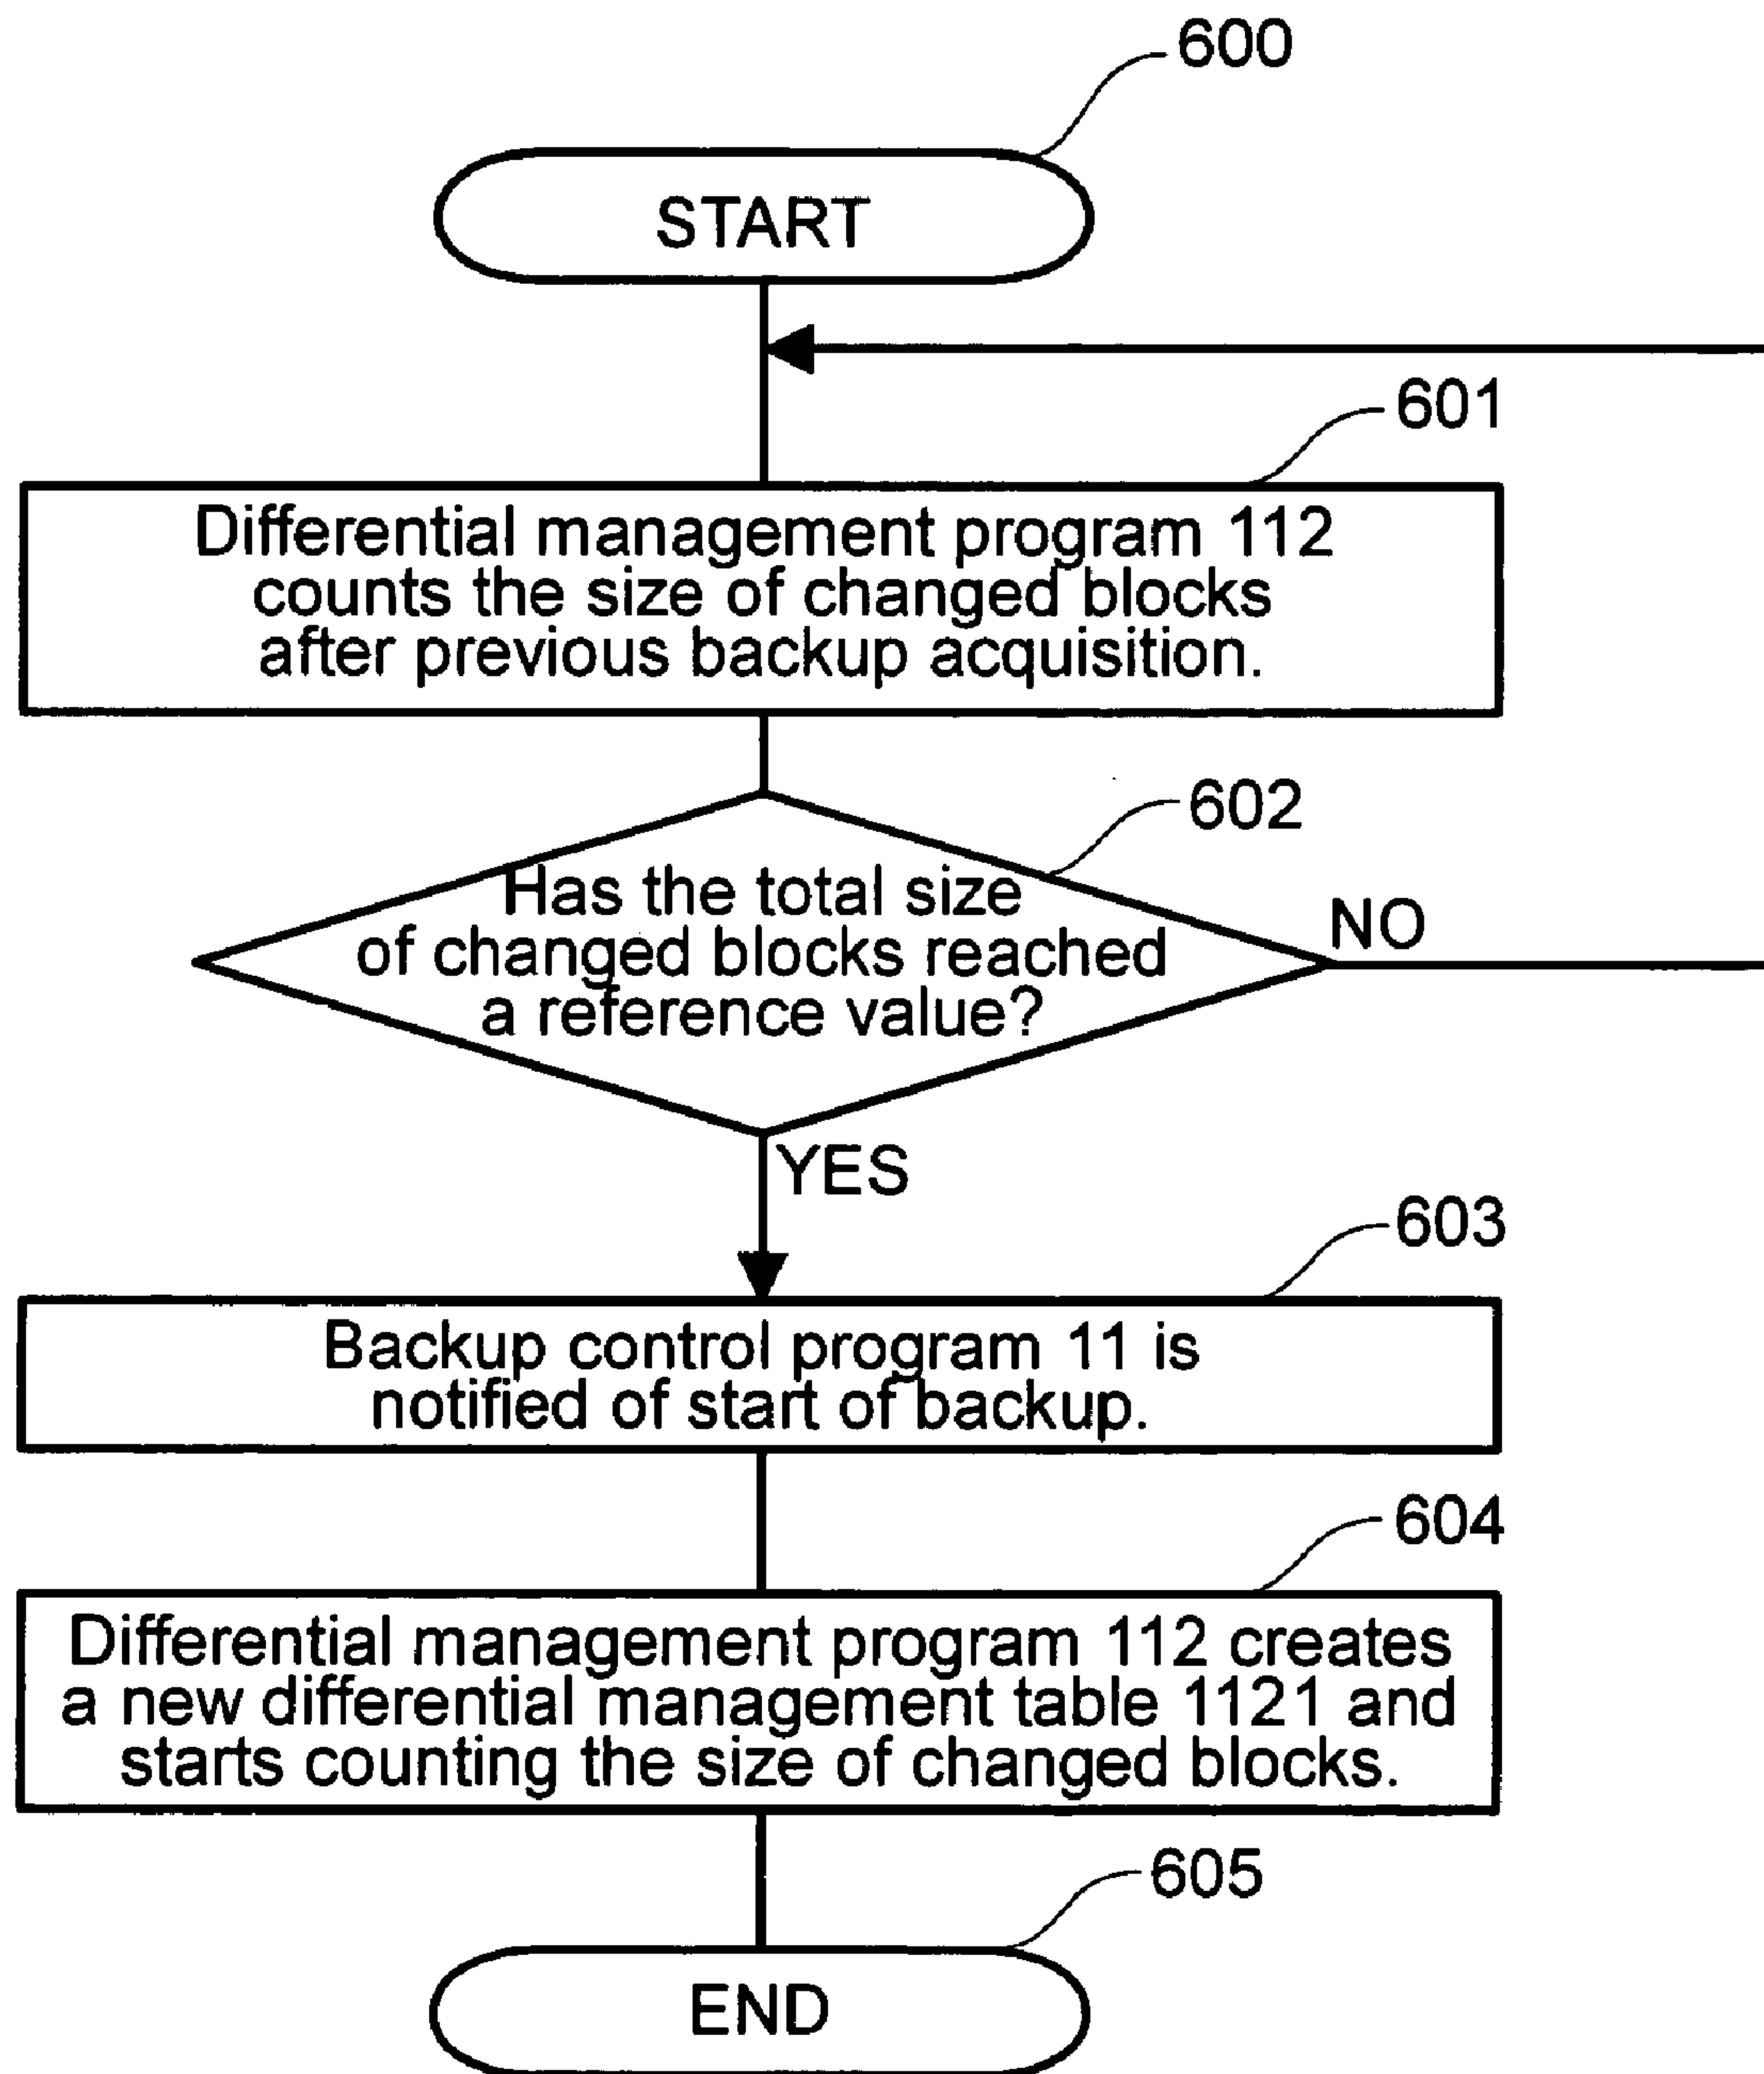 600
START
601
Differential management program 112
counts the size of changed blocks
after previous backup acquisition.
602
Has the total size
of changed blocks reached
a reference value?
NO
YES
603
Backup control program 11 is
notified of start of backup.
604
Differential management program 112 creates
a new differential management table 1121 and
starts counting the size of changed blocks.
605
END